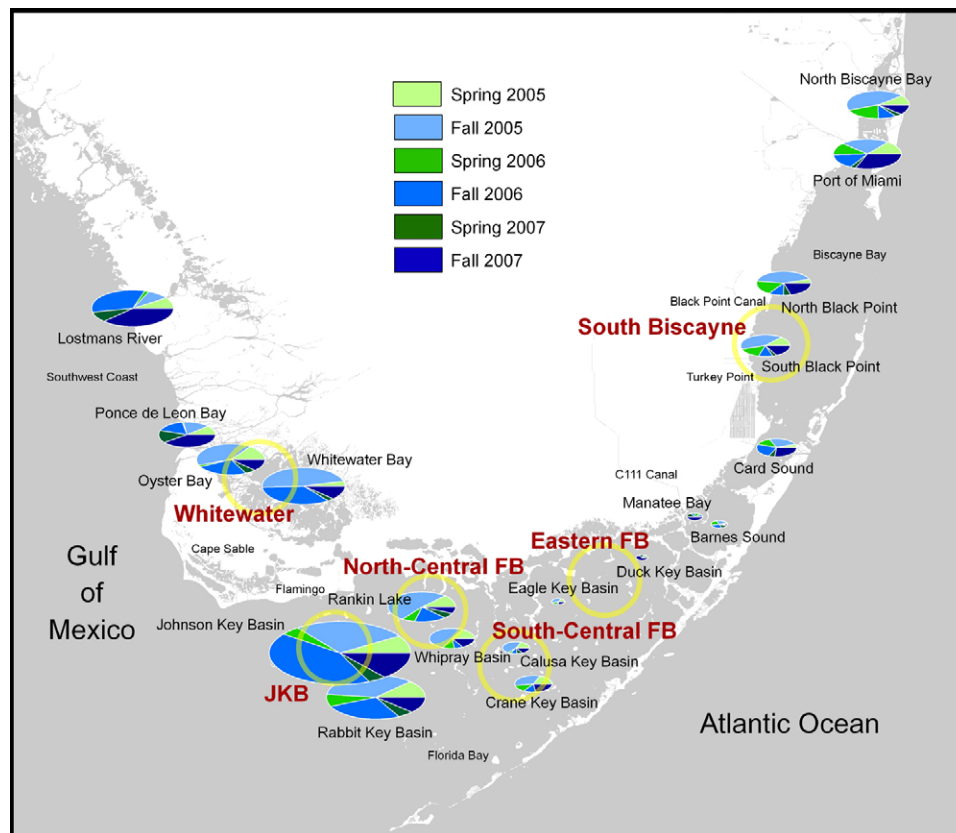 North Biscayne Bay
Spring 2005
Fall 2005
Spring 2006
Port of Miami
Fall 2006
Spring 2007
Biscayne Bay
Fall 2007
Black Point Canal
North Black Point
South Biscayne
Lostmans River
South Black Point
Southwest Coast
Turkey Point
Ponce de Leon Bay
Whitewater Bay
Card Sound
C111 Canal
Oyster Bay
Manatee Bay
Whitewater
Barnes Sound
Eastern FB
Gulf
of
Mexico
Cape Sable
North-Central FB
Duck Key Basin
Flamingo
Eagle Key Basin
Rankin Lake
Johnson Key Basin
South-Central FB
Whipray Basin
Calusa Key Basin
JKB
Crane Key Basin
Atlantic Ocean
Rabbit Key Basin
Florida Bay